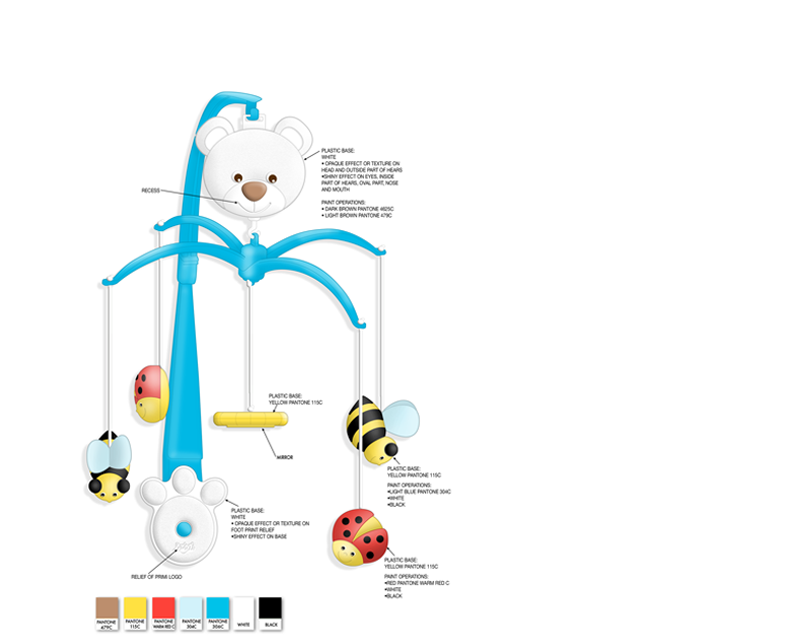 PLASTIC BASE:
WHITE
• OPAQUE EFFECT OR TEXTURE ON
HEAD AND OUTSIDE PART OF HEARS
•SHINY EFFECT ON EYES, INSIDE
PART OF HEARS, OVAL PART, NOSE
AND MOUTH
PAINT OPERATIONS:
• DARK BROWN PANTONE 4625C
• LIGHT BROWN PANTONE 479C
RECESS
PLASTIC BASE:
YELLOW PANTONE 115C
MIRROR
PLASTIC BASE:
YELLOW PANTONE 115C
PAINT OPERATIONS:
•LIGHT BLUE PANTONE 304C
•WHITE
•BLACK
PLASTIC BASE:
WHITE
• OPAQUE EFFECT OR TEXTURE ON
FOOT PRINT RELIEF
•SHINY EFFECT ON BASE
PLASTIC BASE:
YELLOW PANTONE 115C
PAINT OPERATIONS:
•RED PANTONE WARM RED C
•WHITE
•BLACK
RELIEF OF PRIMI LOGO
PANTONE
479C
PANTONE
115C
PANTONE
WARM RED C
PANTONE
304C
PANTONE
306C
WHITE
BLACK